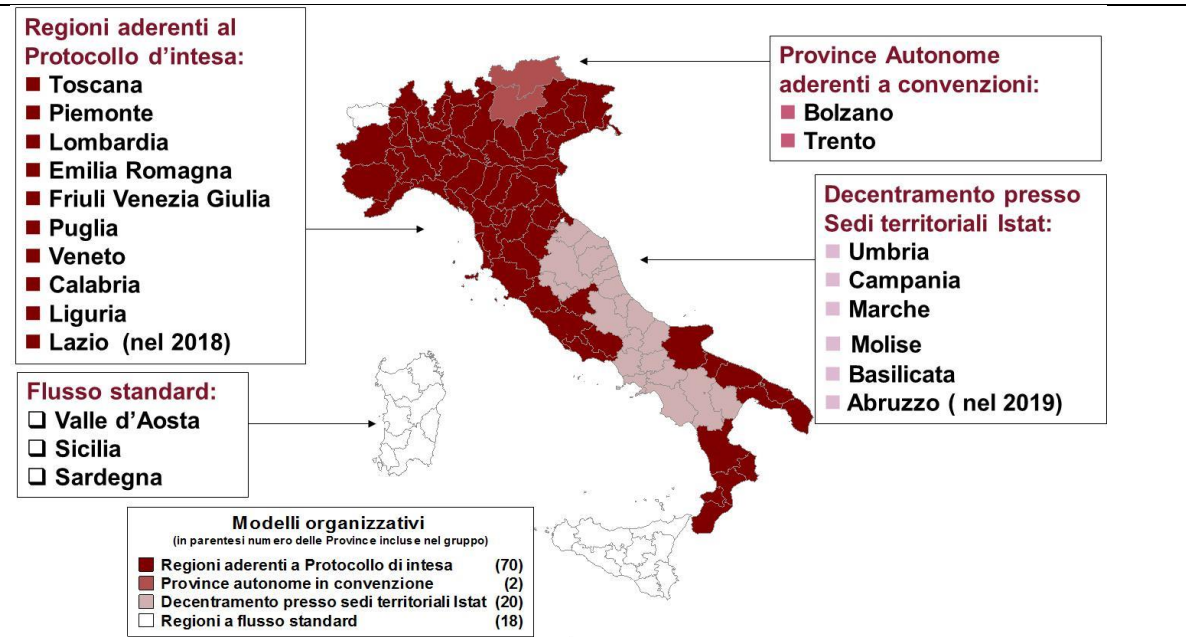 Regioni aderenti al
Protocollo d'intesa:
Toscana
Piemonte
Lombardia
Emilia Romagna
Friuli Venezia Giulia
Puglia
Veneto
Calabria
Liguria
Lazio (nel 2018)
Flusso standard:
Valle d'Aosta
Sicilia
Sardegna
Province Autonome
aderenti a convenzioni:
Bolzano
Trento
Decentramento presso
Sedi territoriali Istat:
Umbria
Campania
Marche
Molise
Basilicata
Abruzzo ( nel 2019)
Modelli organizzativi
(in parentesi numero delle Province incluse nel gruppo)
Regioni aderenti a Protocollo di intesa (70)
Province autonome in convenzione (2)
Decentramento presso sedi territoriali Istat (20)
Regioni a flusso standard (18)